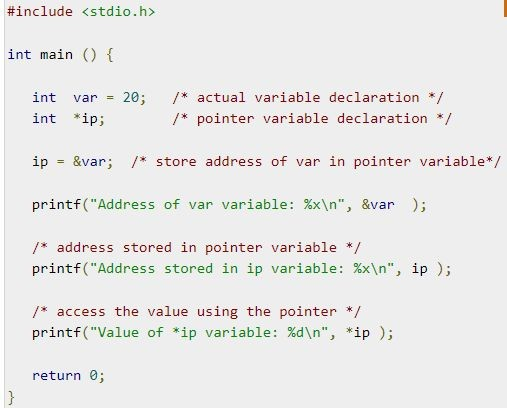 #include <stdio.h>
int main () {
int  var = 20;   /* actual variable declaration */
int  *ip;        /* pointer variable declaration */
ip = &var;  /* store address of var in pointer variable*/
printf("Address of var variable: %x\n", &var  );
/* address stored in pointer variable */
printf("Address stored in ip variable: %x\n", ip );
/* access the value using the pointer */
printf("Value of *ip variable: %d\n", *ip );
return 0;
}